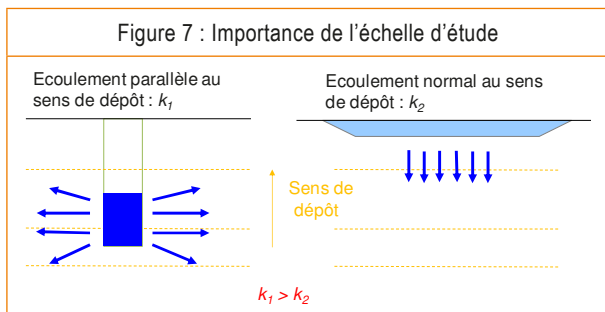 Figure 7 : Importance de l'échelle d'étude
Ecoulement parallèle au
sens de dépôt : k1
Ecoulement normal au sens
de dépôt: k2
Sens de
dépôt
k1 > k2